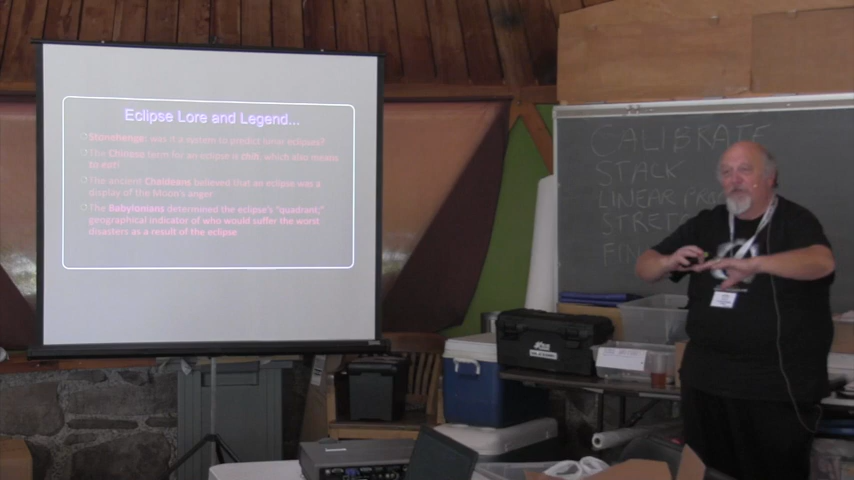 Eclipse Lore and Legend...
Stonehenge: was it a system to predict lunar eclipses?
The Chinese term for an eclipse is shih, which also means
to eat!
The ancient Chaldeans believed that an eclipse was a
display of the Moon's anger
The Babylonians determined the eclipse's "quadrant;"
geographical indicator of who would suffer the worst
disasters as a result of the eclipse
CALIBRATE
STACK
LINEAR